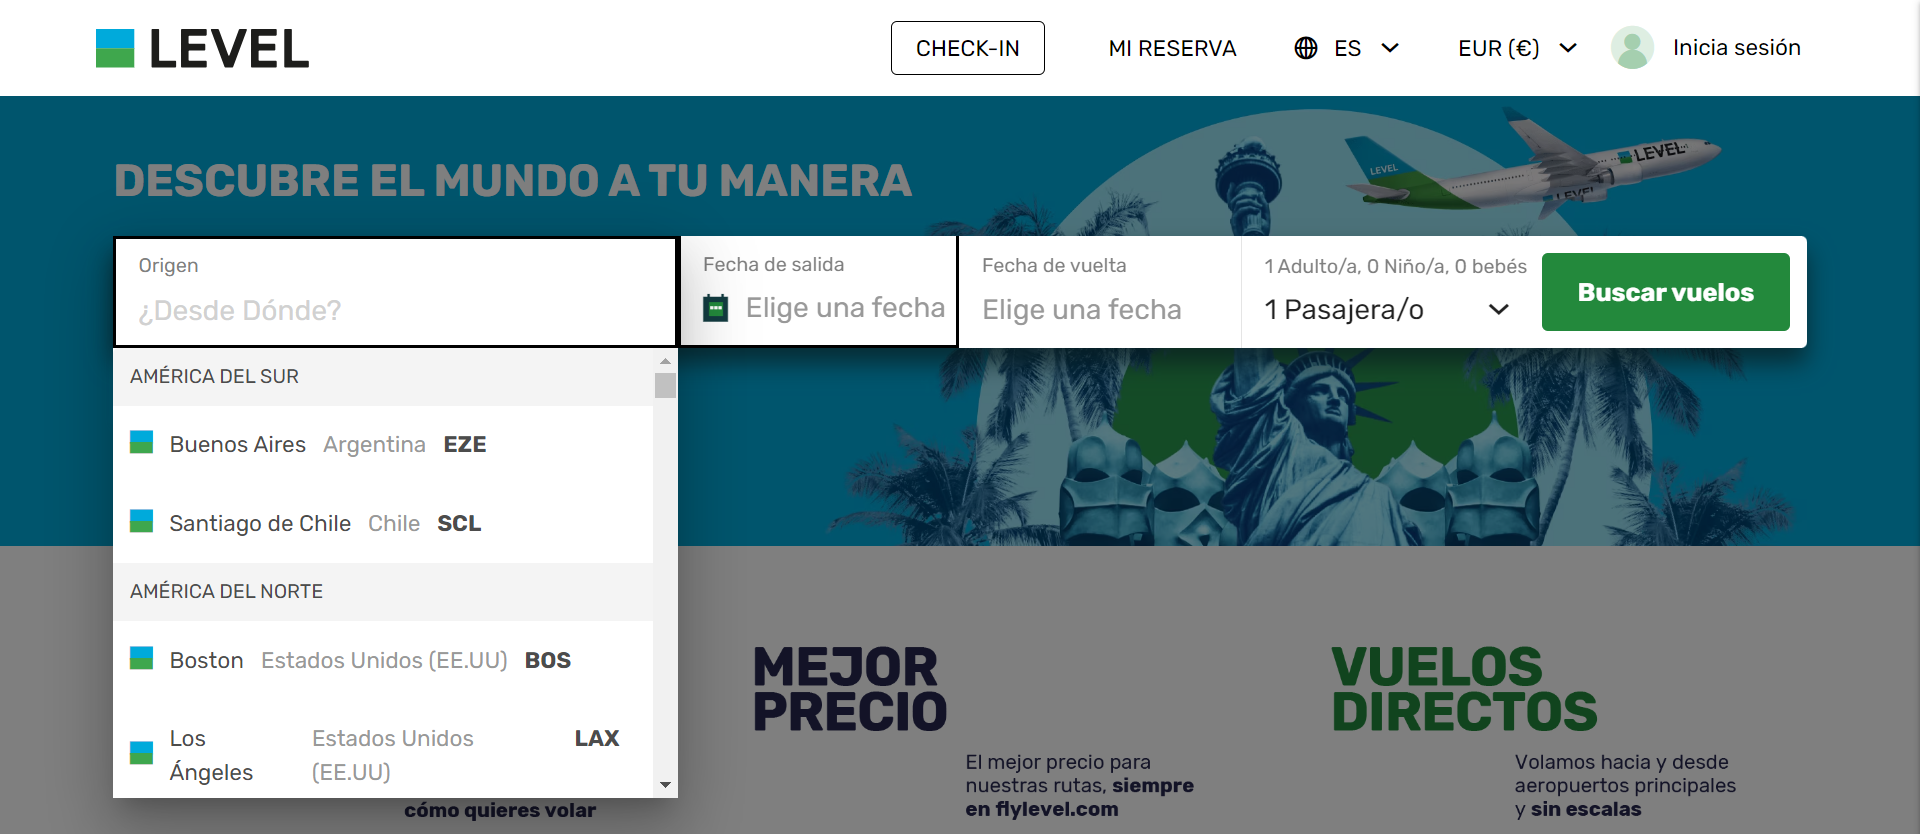 LEVEL
CHECK-IN
MI RESERVA
ES
EUR (€)
Inicia sesión
DESCUBRE EL MUNDO A TU MANERA
LEVEL
LEVEL
LEVEL
Origen
¿Desde Dónde?
Fecha de salida
Elige una fecha
Fecha de vuelta
Elige una fecha
1 Adulto/a, 0 Niño/a, 0 bebés
1 Pasajera/o
Buscar vuelos
AMÉRICA DEL SUR
Buenos Aires Argentina EZE
Santiago de Chile Chile SCL
AMÉRICA DEL NORTE
Boston Estados Unidos (EE.UU) BOS
Los Estados Unidos LAX
Ángeles (EE.UU)
cómo quieres volar
MEJOR
PRECIO
El mejor precio para
nuestras rutas, siempre
en flylevel.com
VUELOS
DIRECTOS
Volamos hacia y desde
aeropuertos principales
y sin escalas